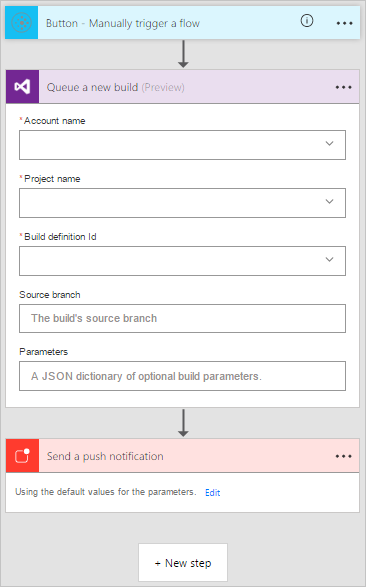 Button - Manually trigger a flow
Queue a new build (Preview)
*Account name
*Project name
*Build definition Id
Source branch
The build's source branch
Parameters
A JSON dictionary of optional build parameters.
Send a push notification
Using the default values for the parameters. Edit
+ New step